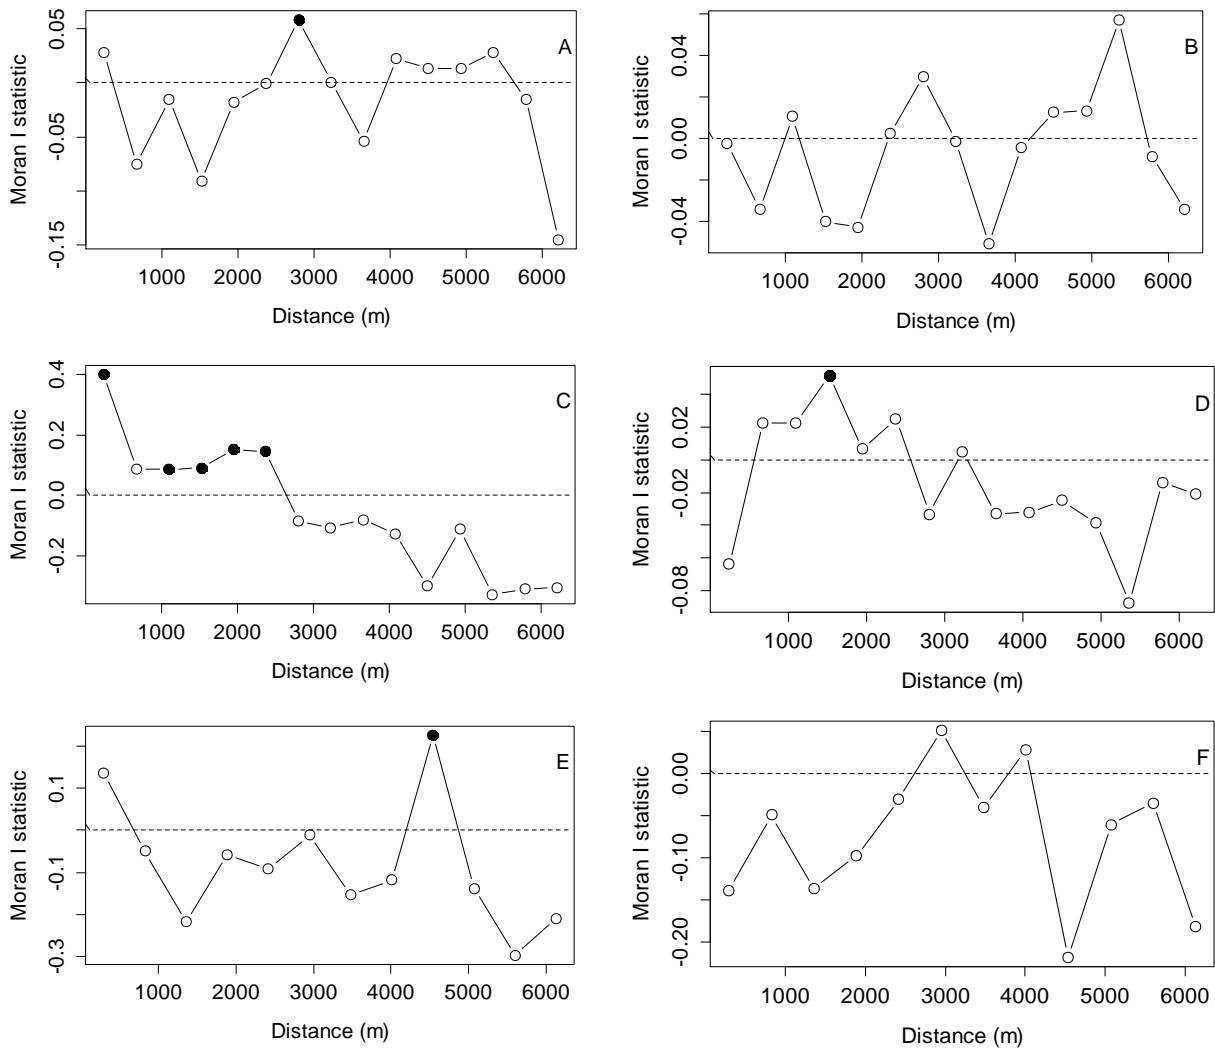 A
Moran I statistic
0.05
-0.05
-0.15
1000 2000 3000 4000 5000 6000
Distance (m)
B
Moran I statistic
0.04
0.00
-0.04
1000 2000 3000 4000 5000 6000
Distance (m)
C
Moran I statistic
0.4
0.2
0.0
-0.2
1000 2000 3000 4000 5000 6000
Distance (m)
D
Moran I statistic
0.02
-0.02
-0.08
1000 2000 3000 4000 5000 6000
Distance (m)
E
Moran I statistic
0.1
-0.1
-0.3
1000 2000 3000 4000 5000 6000
Distance (m)
F
Moran I statistic
0.00
-0.10
-0.20
1000 2000 3000 4000 5000 6000
Distance (m)